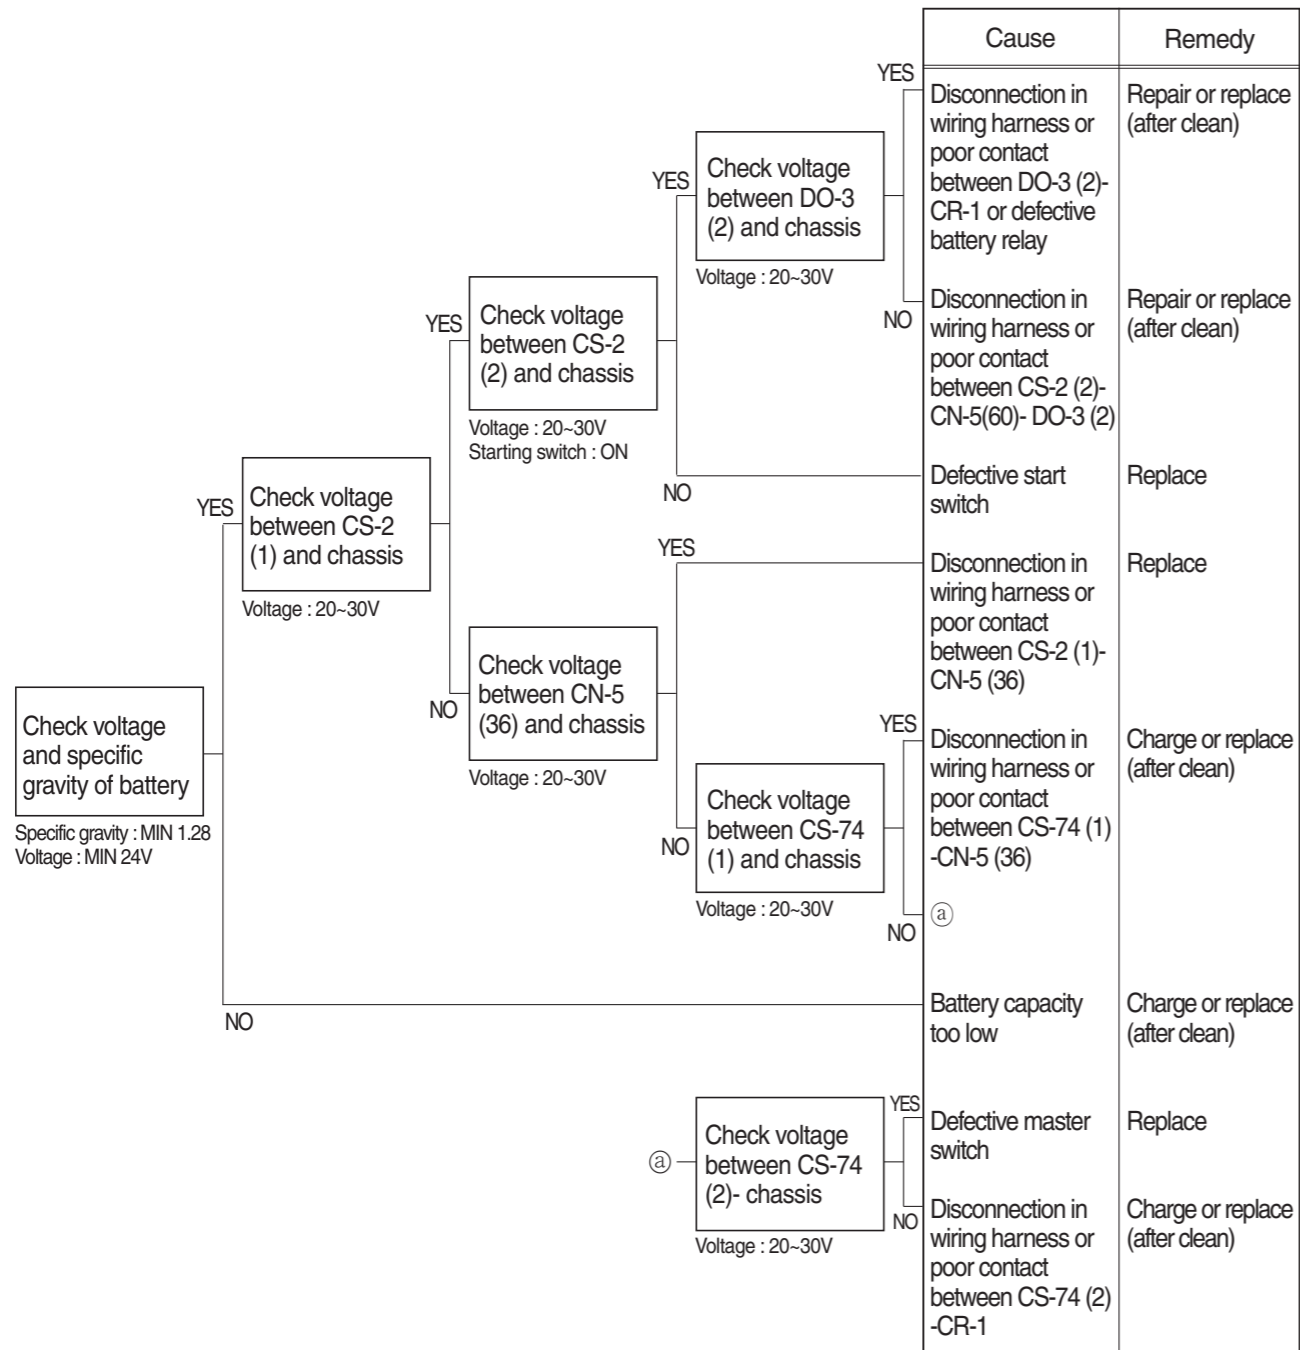 Cause
Remedy
YES
Disconnection in
wiring harness or
poor contact
between DO-3 (2)-
CR-1 or defective
battery relay
Repair or replace
(after clean)
YES
Check voltage
between DO-3
(2) and chassis
Voltage : 20~30V
NO
Disconnection in
wiring harness or
poor contact
between CS-2 (2)-
CN-5(60)- DO-3 (2)
Repair or replace
(after clean)
YES
Check voltage
between CS-2
(2) and chassis
Voltage : 20~30V
Starting switch : ON
NO
Defective start
switch
Replace
YES
Check voltage
between CS-2
(1) and chassis
Voltage : 20~30V
YES
Disconnection in
wiring harness or
poor contact
between CS-2 (1)-
CN-5 (36)
Replace
NO
Check voltage
between CN-5
(36) and chassis
Voltage : 20~30V
Check voltage
and specific
gravity of battery
Specific gravity : MIN 1.28
Voltage : MIN 24V
YES
Disconnection in
wiring harness or
poor contact
between CS-74 (1)
-CN-5 (36)
Charge or replace
(after clean)
NO
Check voltage
between CS-74
(1) and chassis
Voltage : 20~30V
NO
ⓐ
NO
Battery capacity
too low
Charge or replace
(after clean)
ⓐ
Check voltage
between CS-74
(2)- chassis
Voltage : 20~30V
YES
Defective master
switch
Replace
NO
Disconnection in
wiring harness or
poor contact
between CS-74 (2)
-CR-1
Charge or replace
(after clean)